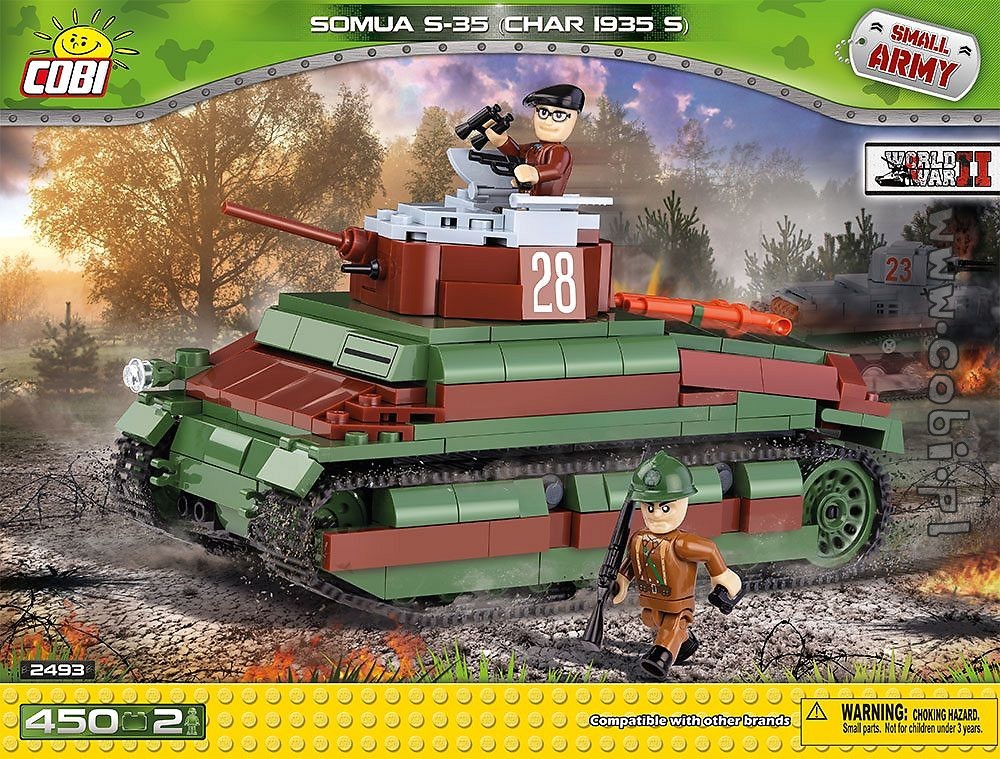 SOMUA S-35 (CHAR 1935 S)
COBI
SMALL
ARMY
WORLD
WAR II
28
23
www.cobi.pl
2493
450 2
Compatible with other brands
WARNING: CHOKING HAZARD.
Small parts. Not for children under 3 years.